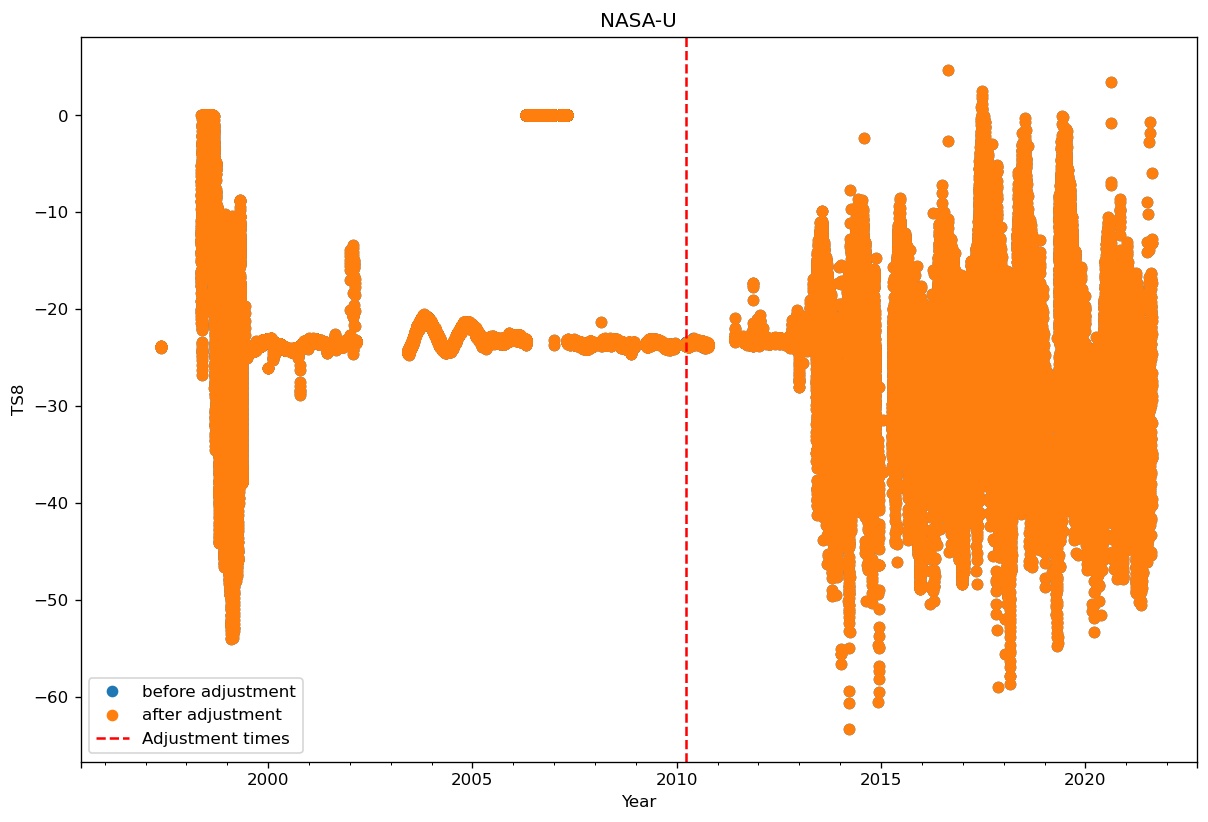 NASA-U
TS8
0
−10
−20
−30
−40
−50
−60
before adjustment
after adjustment
Adjustment times
2000
2005
2010
2015
2020
Year